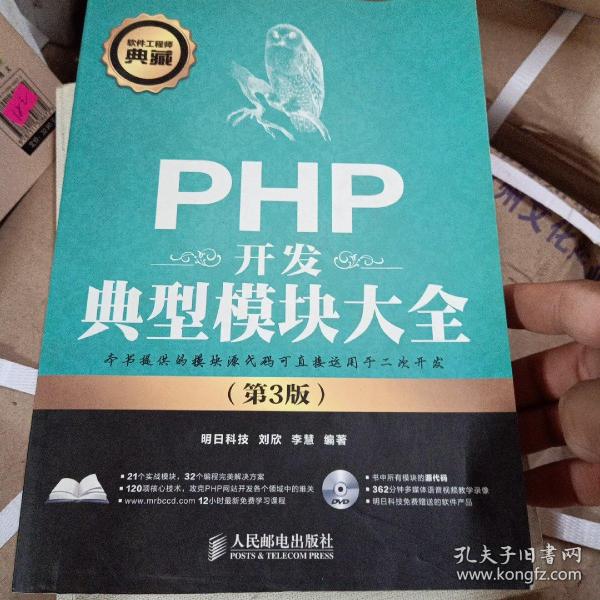 软件工程师
典藏
PHP
开发
典型模块大全
本书提供的模块源代码可直接运用于二次开发
（第3版）
明日科技 刘欣 李慧 编著
• 21个实战模块，32个编程完美解决方案
• 120项核心技术，攻克PHP网站开发各个领域中的难关
• www.mrbccd.com 12小时最新免费学习课程
DVD
• 书中所有模块的源代码
• 362分钟多媒体语音视频教学录像
• 明日科技免费赠送的软件产品
人民邮电出版社
POSTS & TELECOM PRESS
州文化
孔夫子旧书网
www.kongfz.com